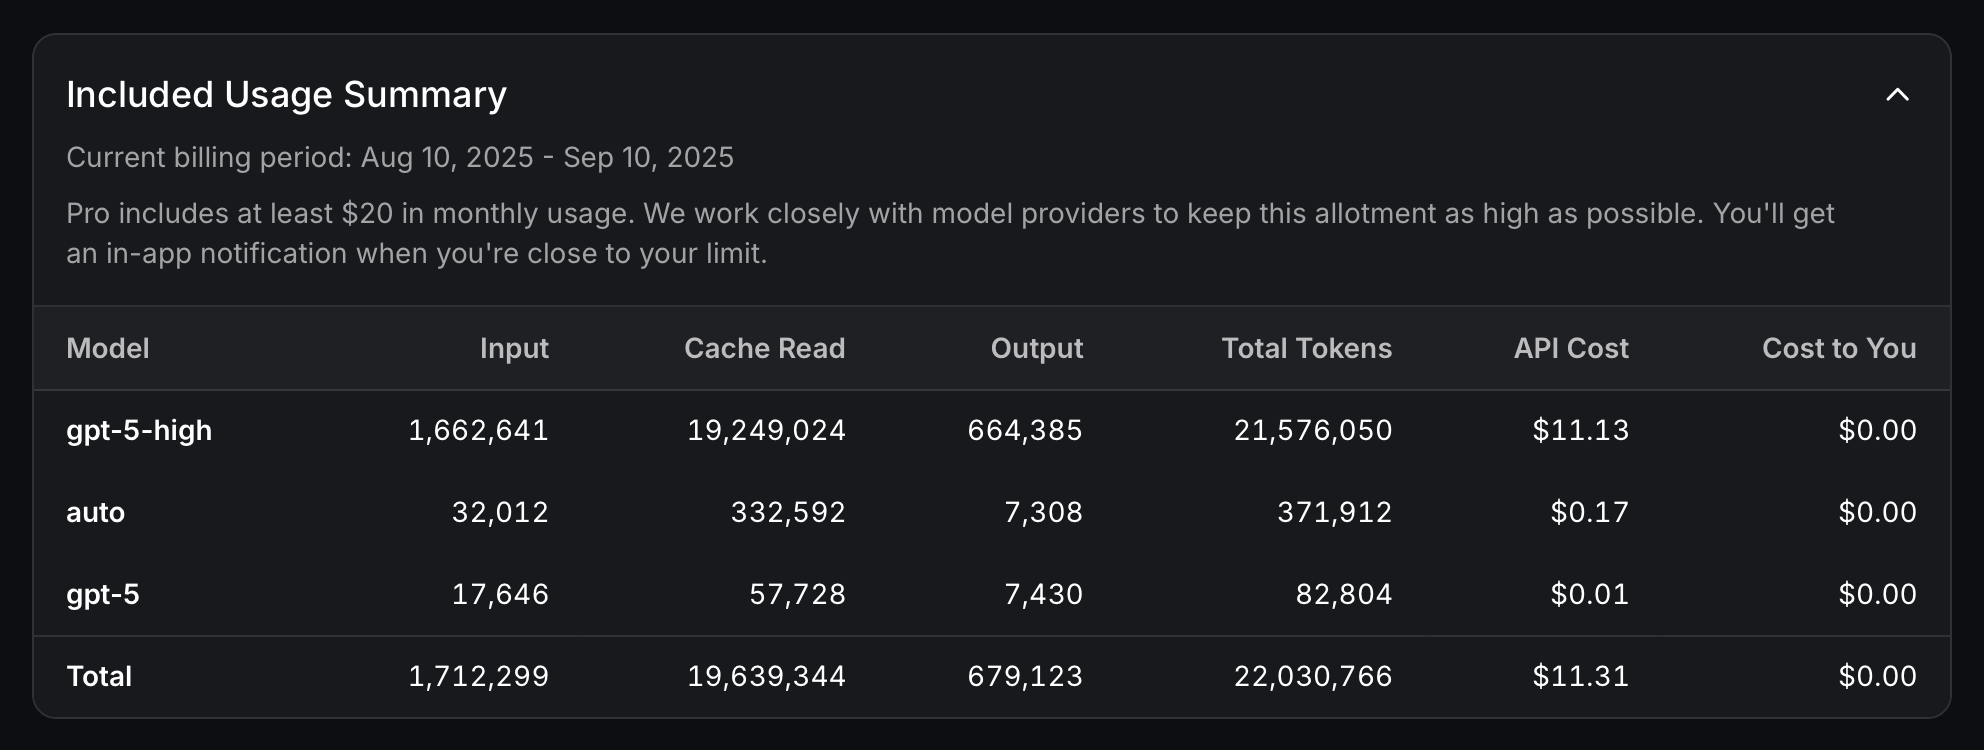 Included Usage Summary
Current billing period: Aug 10, 2025 - Sep 10, 2025
Pro includes at least $20 in monthly usage. We work closely with model providers to keep this allotment as high as possible. You'll get
an in-app notification when you're close to your limit.
Model Input Cache Read Output Total Tokens API Cost Cost to You
gpt-5-high 1,662,641 19,249,024 664,385 21,576,050 $11.13 $0.00
auto 32,012 332,592 7,308 371,912 $0.17 $0.00
gpt-5 17,646 57,728 7,430 82,804 $0.01 $0.00
Total 1,712,299 19,639,344 679,123 22,030,766 $11.31 $0.00